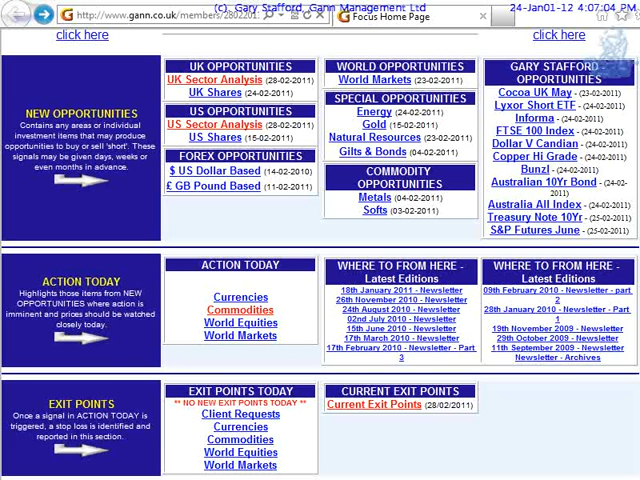 (c), Gary Stafford, Gann Management Ltd
24-Jan01-12 4:07:04 P.M.
http://www.gann.co.uk/members/2802201
Focus Home Page
click here
click here
NEW OPPORTUNITIES
Contains any areas or individual
investment items that may produce
opportunities to buy or sell 'short'. These
signals may be given days, weeks or
even months in advance.
UK OPPORTUNITIES
UK Sector Analysis (28-02-2011)
UK Shares (24-02-2011)
US OPPORTUNITIES
US Sector Analysis (28-02-2011)
US Shares (15-02-2011)
FOREX OPPORTUNITIES
$ US Dollar Based (14-02-2010)
£ GB Pound Based (11-02-2011)
WORLD OPPORTUNITIES
World Markets (23-02-2011)
SPECIAL OPPORTUNITIES
Energy (24-02-2011)
Gold (15-02-2011)
Natural Resources (23-02-2011)
Gilts & Bonds (04-02-2011)
COMMODITY
OPPORTUNITIES
Metals (04-02-2011)
Softs (03-02-2011)
GARY STAFFORD
OPPORTUNITIES
Cocoa UK May - (23-02-2011)
Lyxor Short ETF - (24-02-2011)
Informa - (24-02-2011)
FTSE 100 Index - (24-02-2011)
Dollar V Candian - (24-02-2011)
Copper Hi Grade - (24-02-2011)
Bunzl - (24-02-2011)
Australian 10Yr Bond - (24-02-
2011)
Australia All Index - (24-02-2011)
Treasury Note 10Yr - (25-02-2011)
S&P Futures June - (25-02-2011)
ACTION TODAY
Highlights those items from NEW
OPPORTUNITIES where action is
imminent and prices should be watched
closely today.
ACTION TODAY
Currencies
Commodities
World Equities
World Markets
WHERE TO FROM HERE -
Latest Editions
18th January 2011 - Newsletter
26th November 2010 - Newsletter
24th August 2010 - Newsletter
02nd July 2010 - Newsletter
15th June 2010 - Newsletter
17th March 2010 - Newsletter
17th February 2010 - Newsletter - Part
3
WHERE TO FROM HERE -
Latest Editions
09th February 2010 - Newsletter - part
2
28th January 2010 - Newsletter - Part
1
19th November 2009 - Newsletter
29th October 2009 - Newsletter
11th September 2009 - Newsletter
Newsletter - Archives
EXIT POINTS
Once a signal in ACTION TODAY is
triggered, a stop loss is identified and
reported in this section.
EXIT POINTS TODAY
** NO NEW EXIT POINTS TODAY **
Client Requests
Currencies
Commodities
World Equities
World Markets
CURRENT EXIT POINTS
Current Exit Points (28/02/2011)